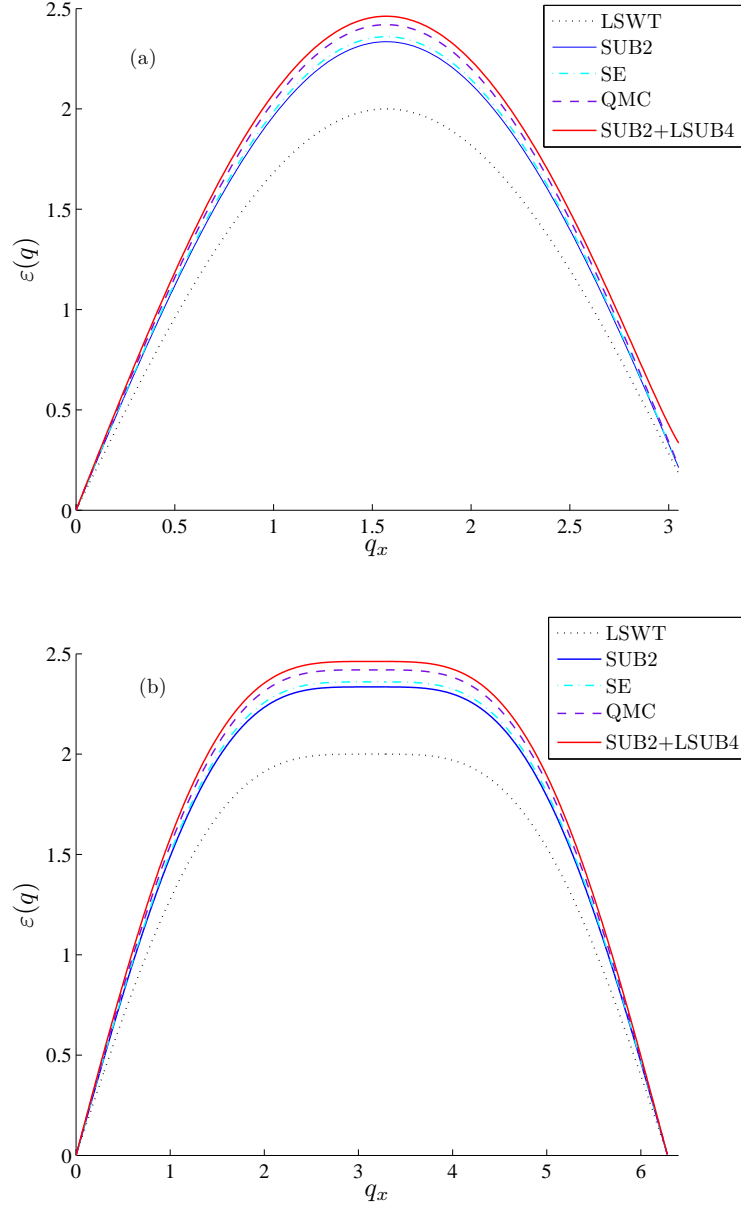 2.5
2
1.5
1
0.5
0
ε(q)
(a)
LSWT
SUB2
SE
QMC
SUB2+LSUB4
0 0.5 1 1.5 2 2.5 3
q_x
2.5
2
1.5
1
0.5
0
ε(q)
(b)
LSWT
SUB2
SE
QMC
SUB2+LSUB4
0 1 2 3 4 5 6
q_x